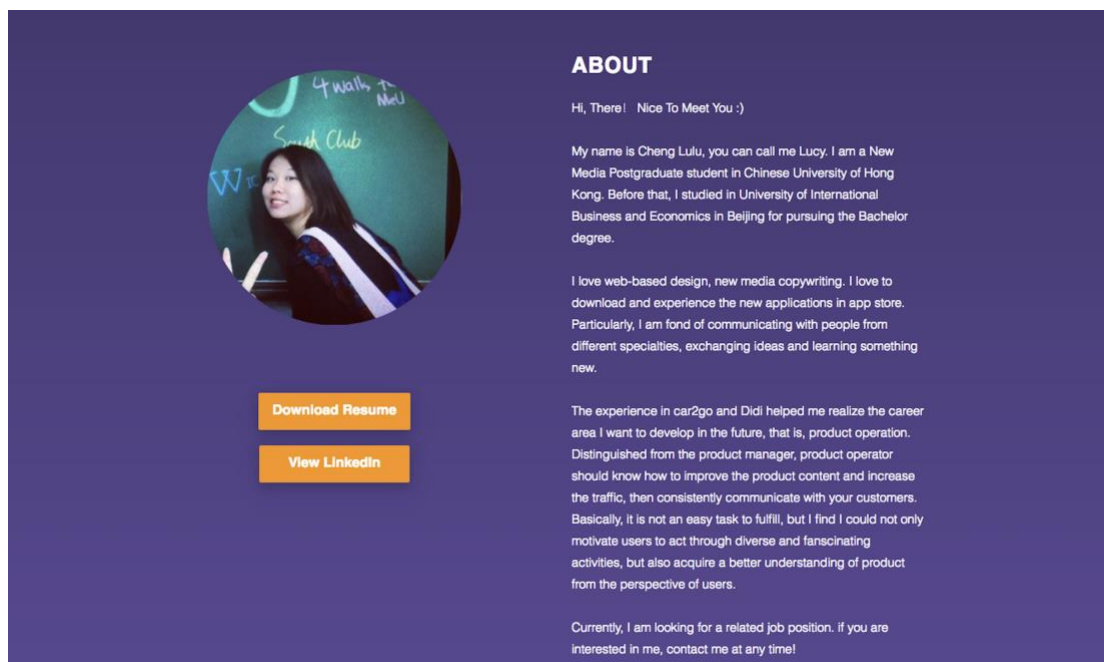 4 walls
MeU
South Club
ABOUT
Hi, There！ Nice To Meet You :)
My name is Cheng Lulu, you can call me Lucy. I am a New
Media Postgraduate student in Chinese University of Hong
Kong. Before that, I studied in University of International
Business and Economics in Beijing for pursuing the Bachelor
degree.
I love web-based design, new media copywriting. I love to
download and experience the new applications in app store.
Particularly, I am fond of communicating with people from
different specialties, exchanging ideas and learning something
new.
The experience in car2go and Didi helped me realize the career
area I want to develop in the future, that is, product operation.
Distinguished from the product manager, product operator
should know how to improve the product content and increase
the traffic, then consistently communicate with your customers.
Basically, it is not an easy task to fulfill, but I find I could not only
motivate users to act through diverse and fanscinating
activities, but also acquire a better understanding of product
from the perspective of users.
Currently, I am looking for a related job position. if you are
interested in me, contact me at any time!
Download Resume
View LinkedIn